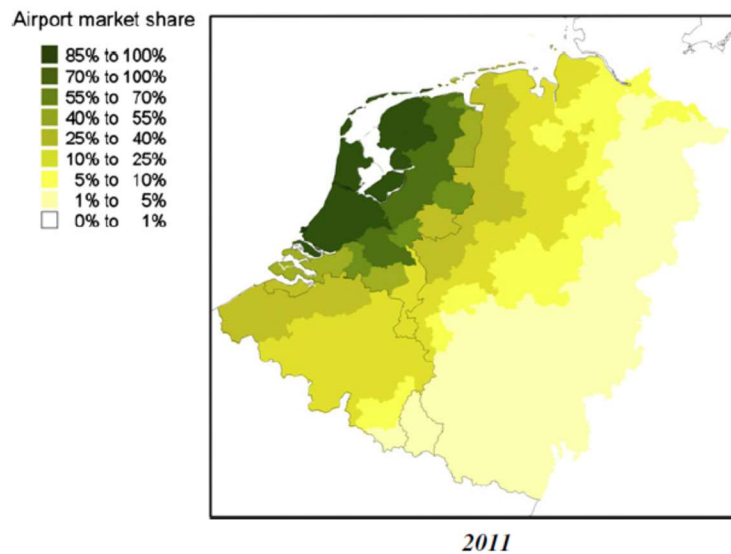 Airport market share
85% to 100%
70% to 100%
55% to 70%
40% to 55%
25% to 40%
10% to 25%
5% to 10%
1% to 5%
0% to 1%
2011